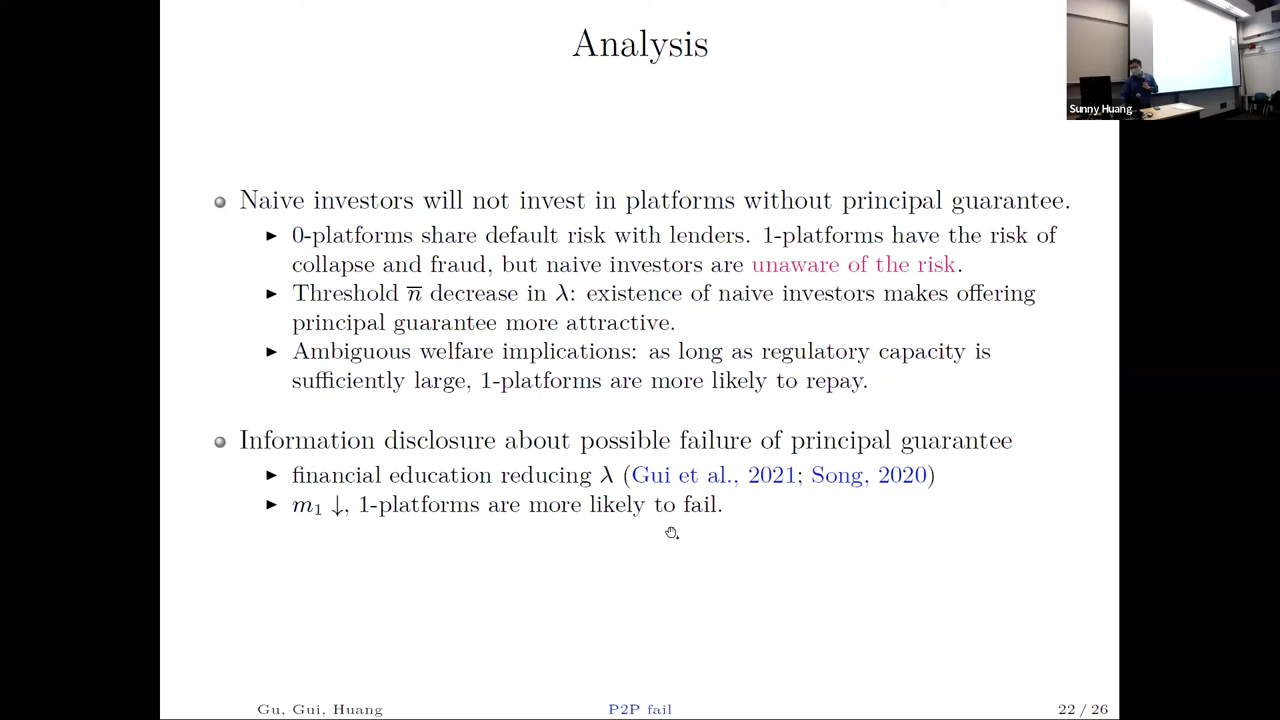 Analysis
Sunny Huang
Naive investors will not invest in platforms without principal guarantee.
0-platforms share default risk with lenders. 1-platforms have the risk of
collapse and fraud, but naive investors are unaware of the risk.
Threshold n̅ decrease in λ: existence of naive investors makes offering
principal guarantee more attractive.
Ambiguous welfare implications: as long as regulatory capacity is
sufficiently large, 1-platforms are more likely to repay.
Information disclosure about possible failure of principal guarantee
financial education reducing λ (Gui et al., 2021; Song, 2020)
m₁ ↓, 1-platforms are more likely to fail.
Gu, Gui, Huang
P2P fail
22 / 26